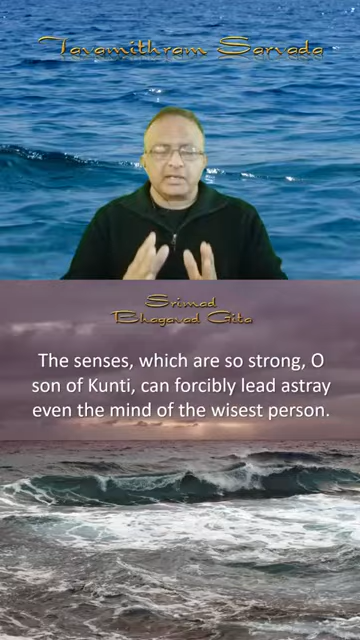 Tavamithram Sarvada
Srimad
Bhagavad Gita
The senses, which are so strong, O
son of Kunti, can forcibly lead astray
even the mind of the wisest person.